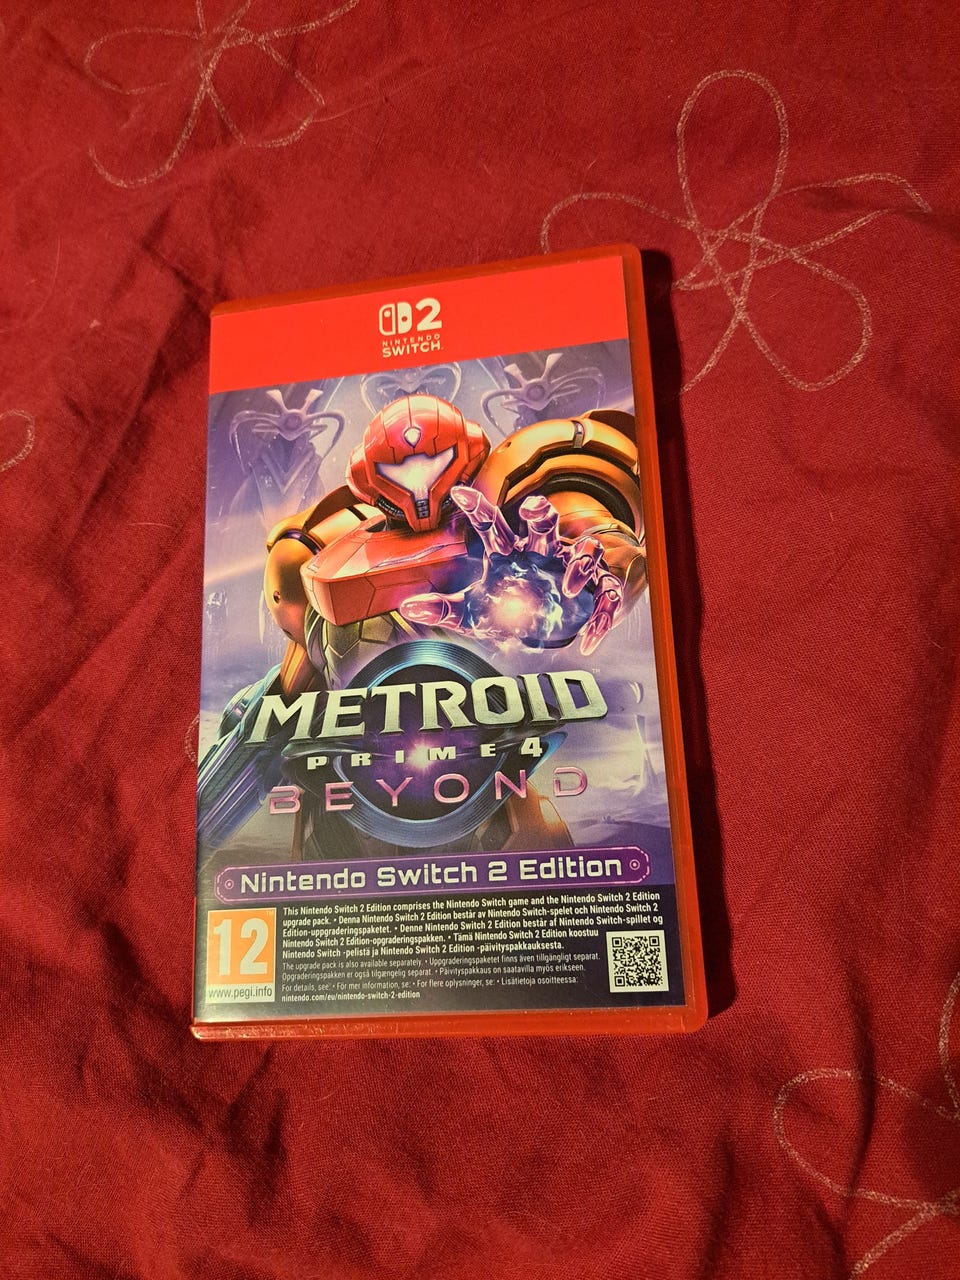 2
NINTENDO
SWITCH™
METROID™
PRIME 4
BEYOND
Nintendo Switch 2 Edition
12
www.pegi.info
This Nintendo Switch 2 Edition comprises the Nintendo Switch game and the Nintendo Switch 2 Edition
upgrade pack. • Denna Nintendo Switch 2 Edition består av Nintendo Switch-spelet och Nintendo Switch 2
Edition-uppgraderingspaketet. • Denne Nintendo Switch 2 Edition består af Nintendo Switch-spillet og
Nintendo Switch 2 Edition-opgraderingspakken. • Tämä Nintendo Switch 2 Edition koostuu
Nintendo Switch -pelistä ja Nintendo Switch 2 Edition -päivityspakkauksesta.
The upgrade pack is also available separately. • Uppgraderingspaketet finns även tillgängligt separat.
Opgraderingspakken er også tilgængelig separat. • Päivityspakkaus on saatavilla myös erikseen.
For details, see: • För mer information, se: • For flere oplysninger, se: • Lisätietoja osoitteessa:
nintendo.com/eu/nintendo-switch-2-edition